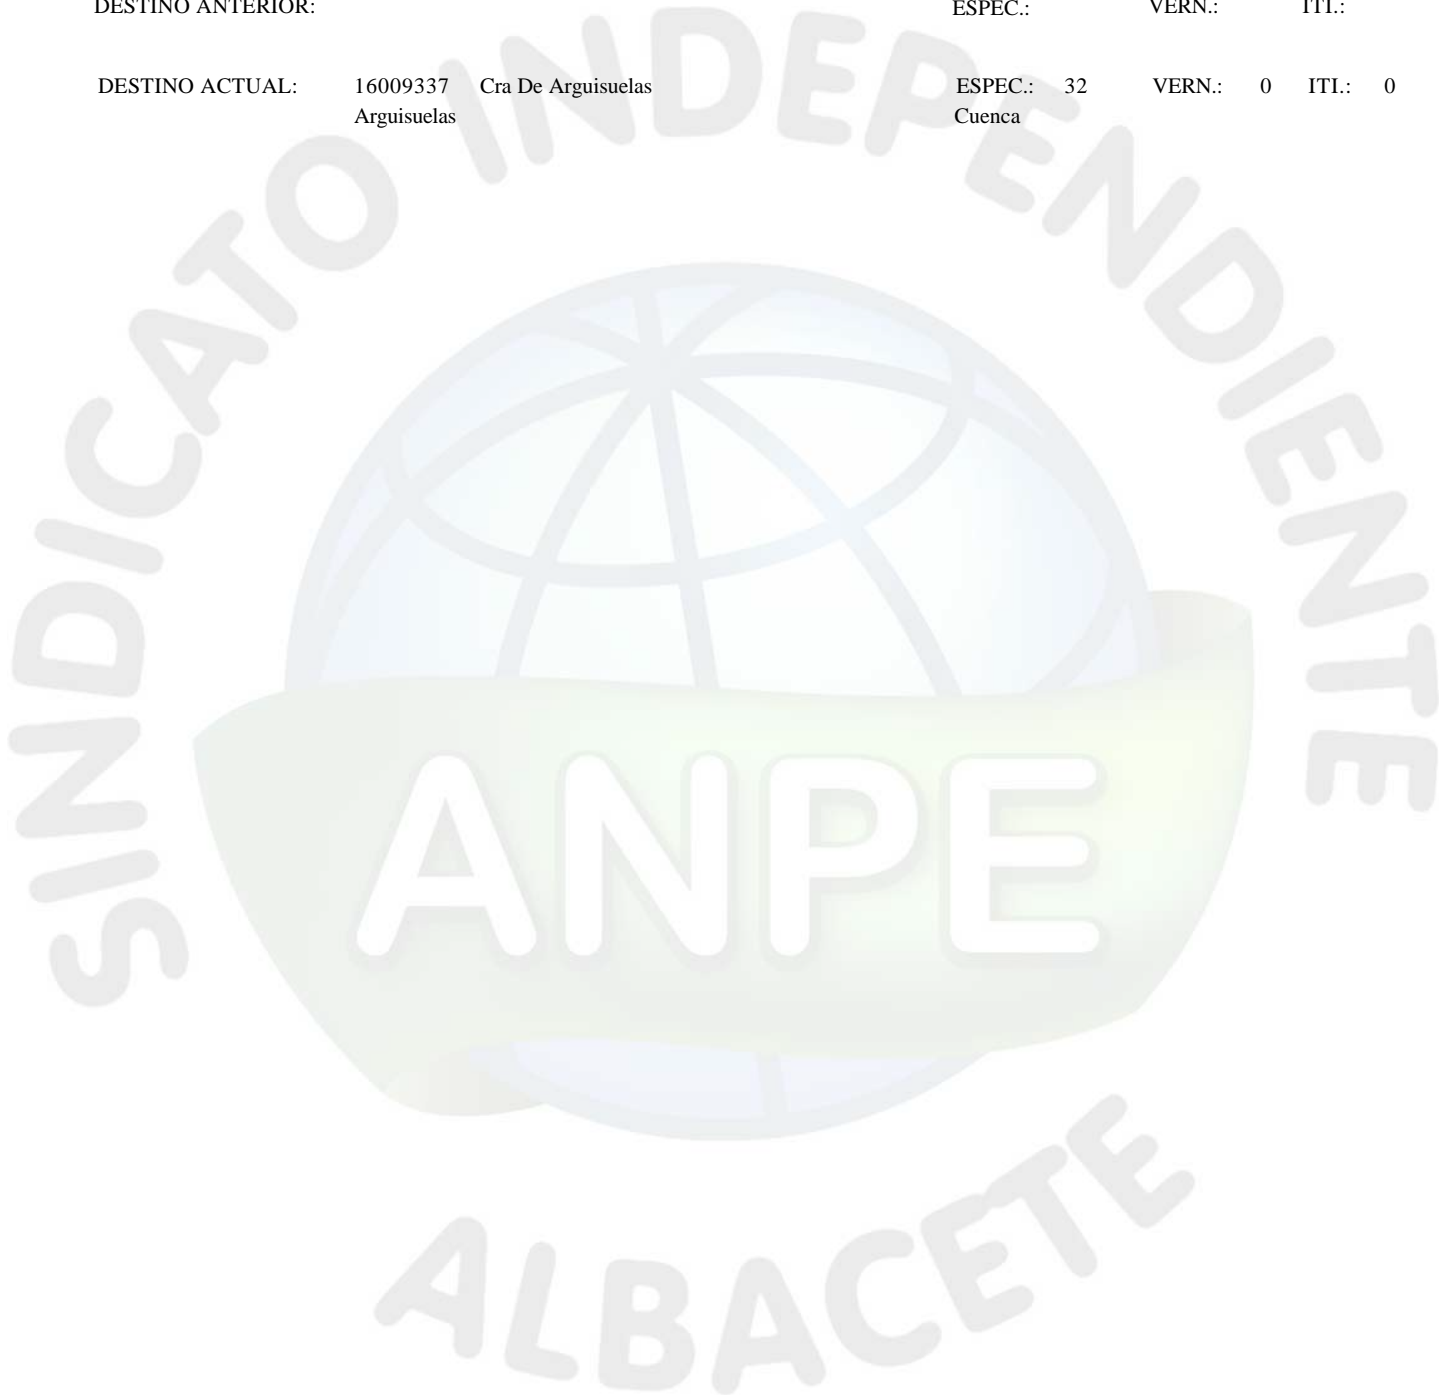 DESTINO ANTERIOR: ESPEC.: VERN.: ITI.:
DESTINO ACTUAL: 16009337 Cra De Arguisuelas ESPEC.: 32 VERN.: 0 ITI.: 0
Arguisuelas Cuenca
SINDICATO INDEPENDIENTE
ANPE
ALBACETE